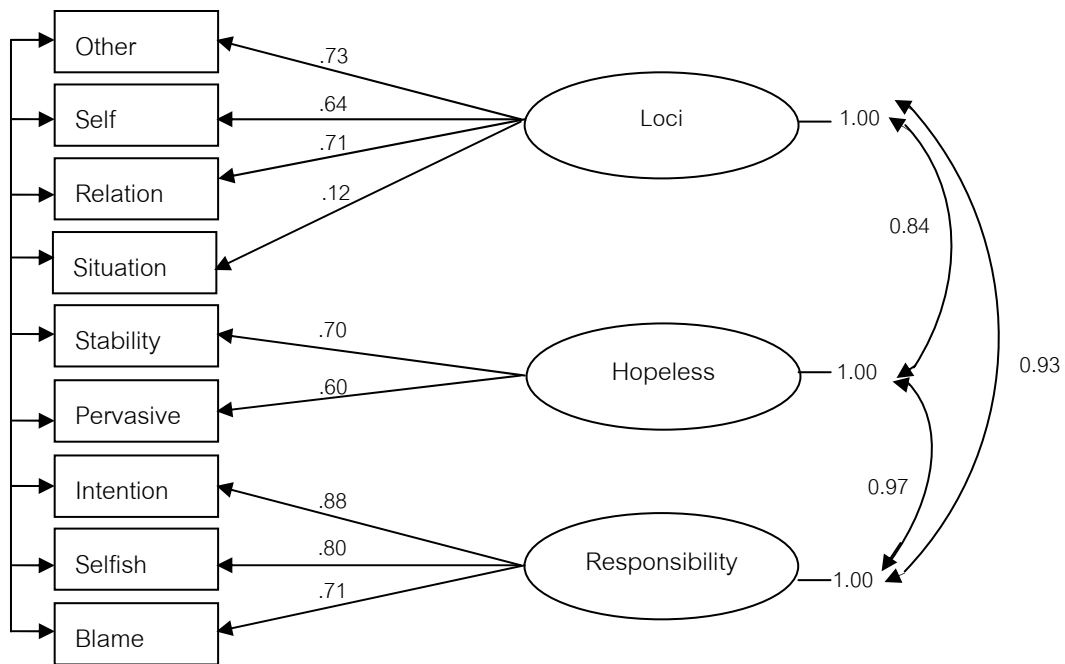 Other
Self
Relation
Situation
Stability
Pervasive
Intention
Selfish
Blame
.73
.64
.71
.12
.70
.60
.88
.80
.71
Loci
Hopeless
Responsibility
1.00
1.00
1.00
0.84
0.93
0.97